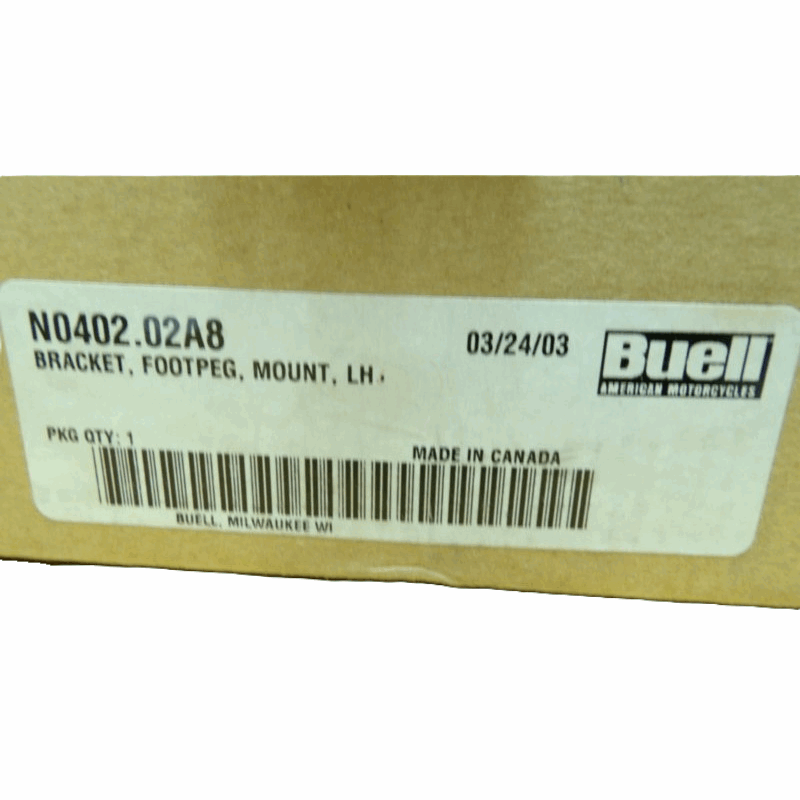 N0402.02A8
BRACKET, FOOTPEG, MOUNT, LH.
03/24/03
Buell
AMERICAN MOTORCYCLES
PKG QTY: 1
MADE IN CANADA
BUELL, MILWAUKEE WI